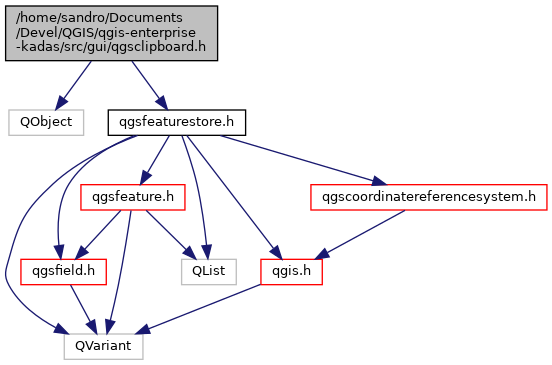 /home/sandro/Documents
/Devel/QGIS/qgis-enterprise
-kadas/src/gui/qgsclipboard.h
QObject
qgsfeaturestore.h
qgsfeature.h
qgscoordinatereferencesystem.h
qgsfield.h
QList
qgis.h
QVariant